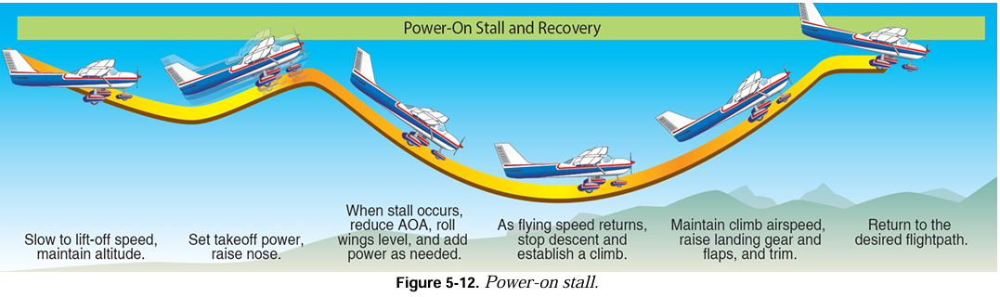 Power-On Stall and Recovery
Slow to lift-off speed,
maintain altitude.
Set takeoff power,
raise nose.
When stall occurs,
reduce AOA, roll
wings level, and add
power as needed.
As flying speed returns,
stop descent and
establish a climb.
Maintain climb airspeed,
raise landing gear and
flaps, and trim.
Return to the
desired flightpath.
Figure 5-12. Power-on stall.